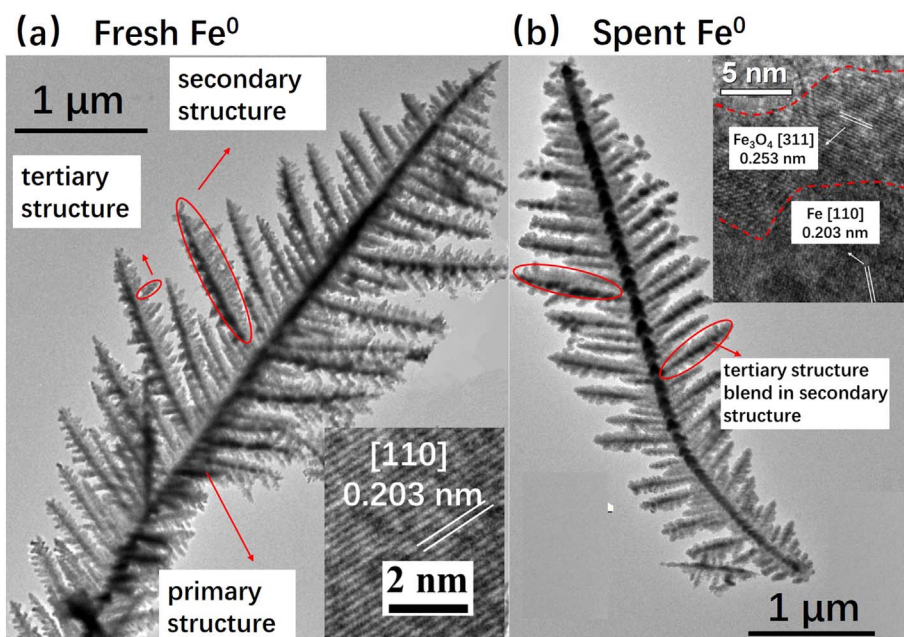 (a) Fresh Fe⁰
1 μm
secondary
structure
tertiary
structure
primary
structure
[110]
0.203 nm
2 nm
(b) Spent Fe⁰
5 nm
Fe₃O₄ [311]
0.253 nm
Fe [110]
0.203 nm
tertiary structure
blend in secondary
structure
1 μm